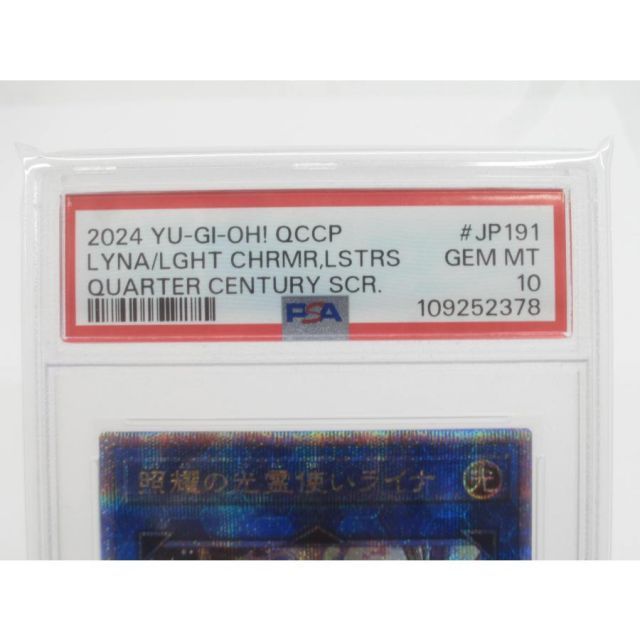 2024 YU-GI-OH! QCCP #JP191
LYNA/LGHT CHRMR,LSTRS GEM MT
QUARTER CENTURY SCR. 10
PSA 109252378
照耀の光霊使いライナ 光